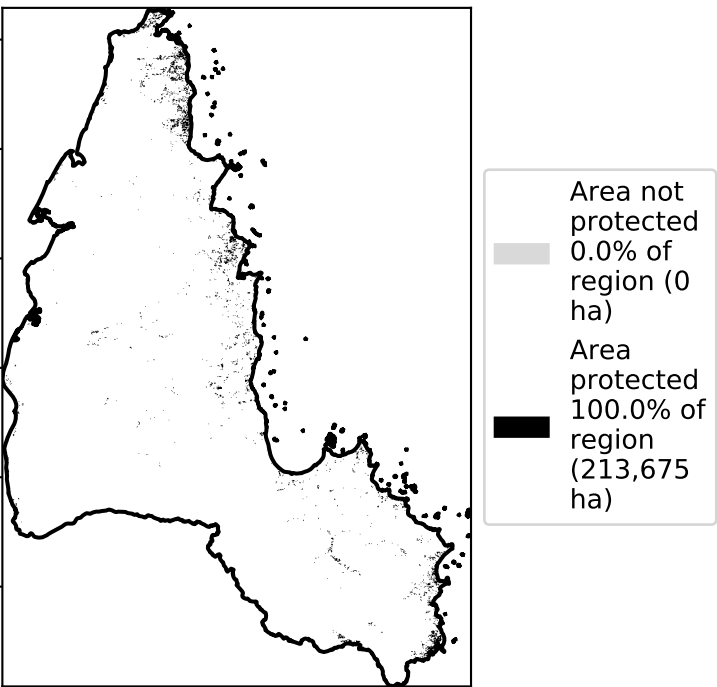 Area not
protected
0.0% of
region (0
ha)
Area
protected
100.0% of
region
(213,675
ha)